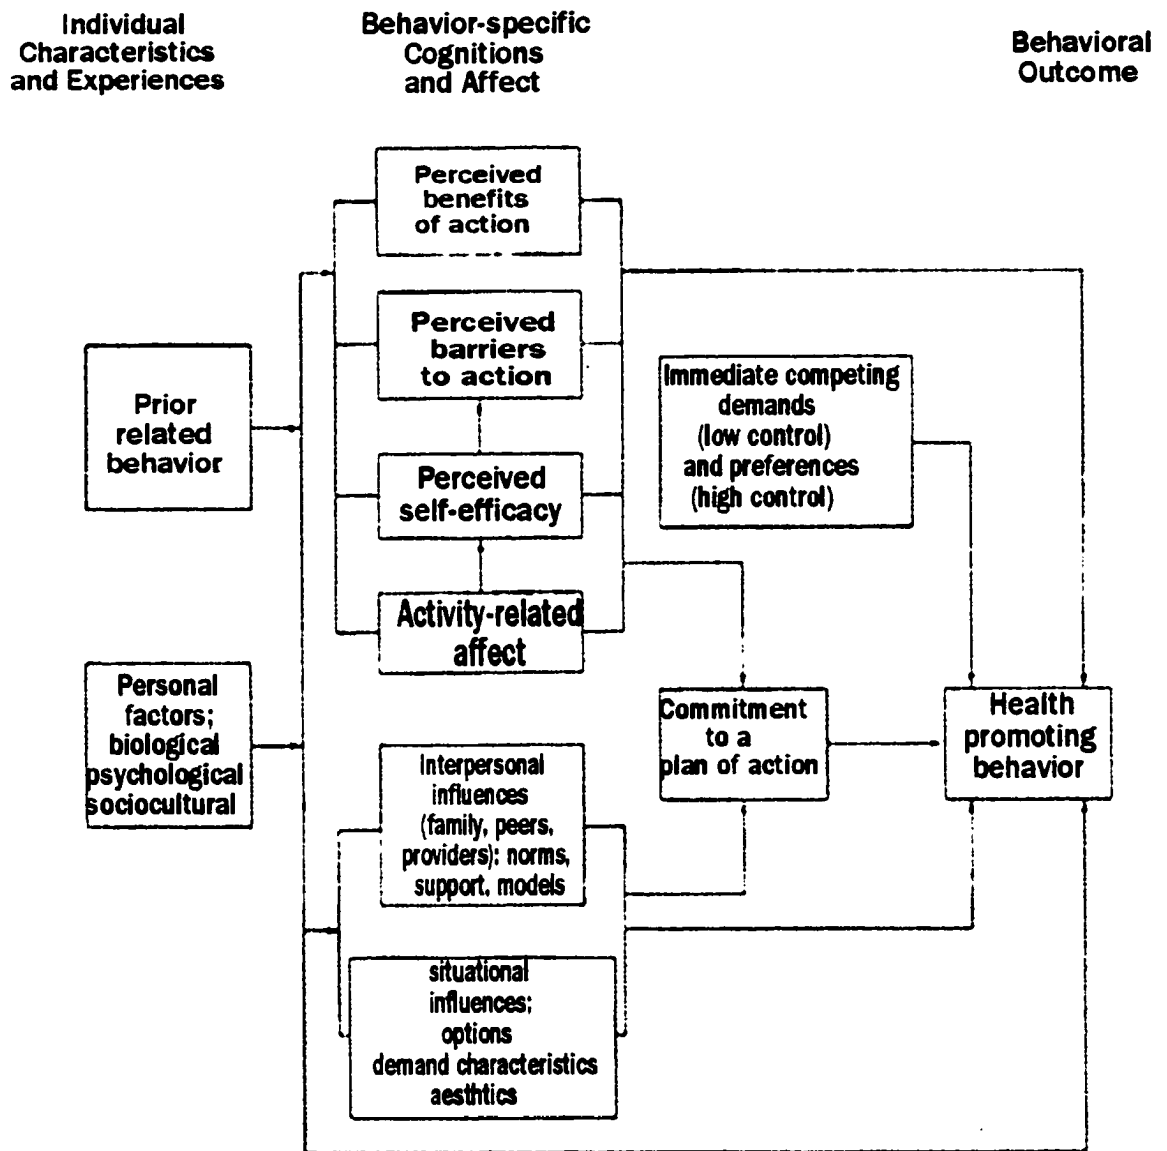 Individual
Characteristics
and Experiences
Behavior-specific
Cognitions
and Affect
Behavioral
Outcome
Perceived
benefits
of action
Perceived
barriers
to action
Prior
related
behavior
Perceived
self-efficacy
Activity-related
affect
Immediate competing
demands
(low control)
and preferences
(high control)
Personal
factors;
biological
psychological
sociocultural
Interpersonal
influences
(family, peers,
providers): norms,
support, models
situational
influences;
options
demand characteristics
aesthtics
Commitment
to a
plan of action
Health
promoting
behavior